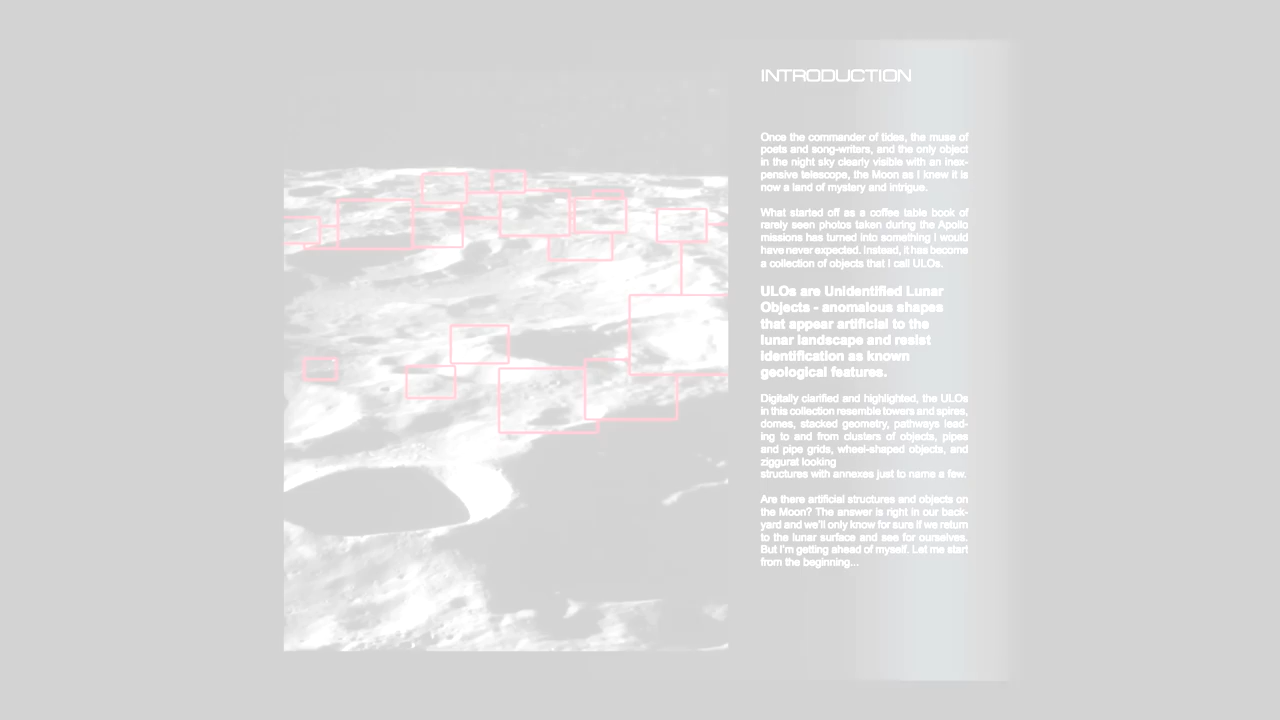 INTRODUCTION
Once the commander of tides, the muse of
poets and song-writers, and the only object
in the night sky clearly visible with an inex-
pensive telescope, the Moon as I knew it is
now a land of mystery and intrigue.
What started off as a coffee table book of
rarely seen photos taken during the Apollo
missions has turned into something I would
have never expected. Instead, it has become
a collection of objects that I call ULOs.
ULOs are Unidentified Lunar
Objects - anomalous shapes
that appear artificial to the
lunar landscape and resist
identification as known
geological features.
Digitally clarified and highlighted, the ULOs
in this collection resemble towers and spires,
domes, stacked geometry, pathways lead-
ing to and from clusters of objects, pipes
and pipe grids, wheel-shaped objects, and
ziggurat looking
structures with annexes just to name a few.
Are there artificial structures and objects on
the Moon? The answer is right in our back-
yard and we'll only know for sure if we return
to the lunar surface and see for ourselves.
But I'm getting ahead of myself. Let me start
from the beginning...